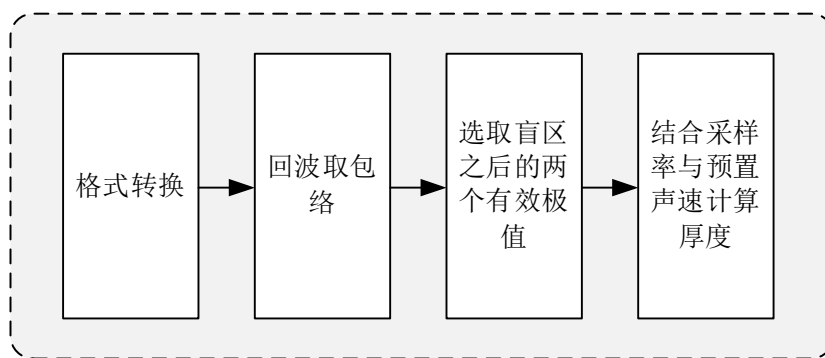 格式转换
回波取包
络
选取盲区
之后的两
个有效极
值
结合采样
率与预置
声速计算
厚度